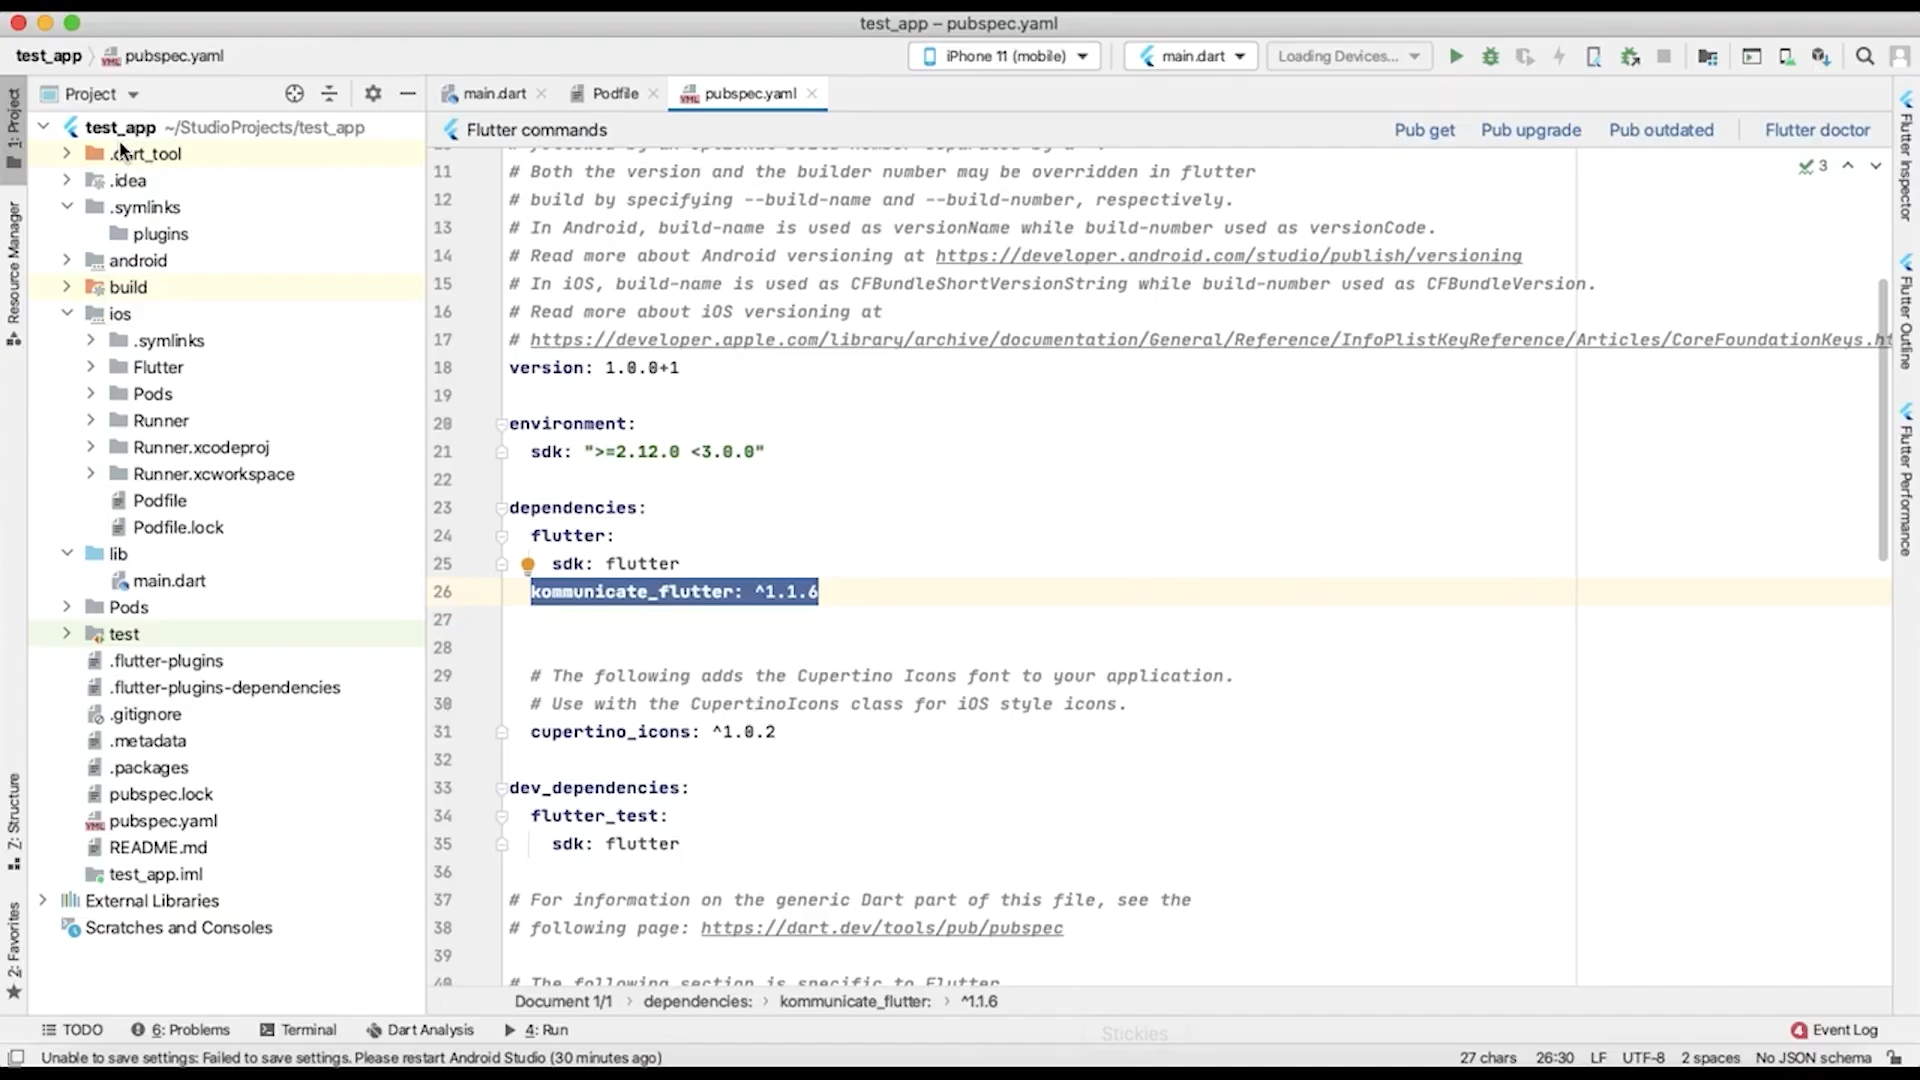 test_app – pubspec.yaml
test_app pubspec.yaml
iPhone 11 (mobile) main.dart Loading Devices...
1: Project
Resource Manager
Z: Structure
2: Favorites
Project
test_app ~/StudioProjects/test_app
.idea
.symlinks
plugins
android
build
ios
.symlinks
Flutter
Pods
Runner
Runner.xcodeproj
Runner.xcworkspace
Podfile
Podfile.lock
lib
main.dart
Pods
test
.flutter-plugins
.flutter-plugins-dependencies
.gitignore
.metadata
.packages
pubspec.lock
pubspec.yaml
README.md
test_app.iml
External Libraries
Scratches and Consoles
main.dart Podfile pubspec.yaml
Flutter commands Pub get Pub upgrade Pub outdated Flutter doctor
3
11 # Both the version and the builder number may be overridden in flutter
12 # build by specifying --build-name and --build-number, respectively.
13 # In Android, build-name is used as versionName while build-number used as versionCode.
14 # Read more about Android versioning at https://developer.android.com/studio/publish/versioning
15 # In iOS, build-name is used as CFBundleShortVersionString while build-number used as CFBundleVersion.
16 # Read more about iOS versioning at
17 # https://developer.apple.com/library/archive/documentation/General/Reference/InfoPlistKeyReference/Articles/CoreFoundationKeys.ht
18 version: 1.0.0+1
19
20 environment:
21 sdk: ">=2.12.0 <3.0.0"
22
23 dependencies:
24 flutter:
25 sdk: flutter
26 kommunicate_flutter: ^1.1.6
27
28
29 # The following adds the Cupertino Icons font to your application.
30 # Use with the CupertinoIcons class for iOS style icons.
31 cupertino_icons: ^1.0.2
32
33 dev_dependencies:
34 flutter_test:
35 sdk: flutter
36
37 # For information on the generic Dart part of this file, see the
38 # following page: https://dart.dev/tools/pub/pubspec
39
40 # The following section is specific to Flutter
Document 1/1 dependencies: kommunicate_flutter: ^1.1.6
Flutter Inspector
Flutter Outline
Flutter Performance
TODO 6: Problems Terminal Dart Analysis 4: Run Stickies 4 Event Log
Unable to save settings: Failed to save settings. Please restart Android Studio (30 minutes ago) 27 chars 26:30 LF UTF-8 2 spaces No JSON schema